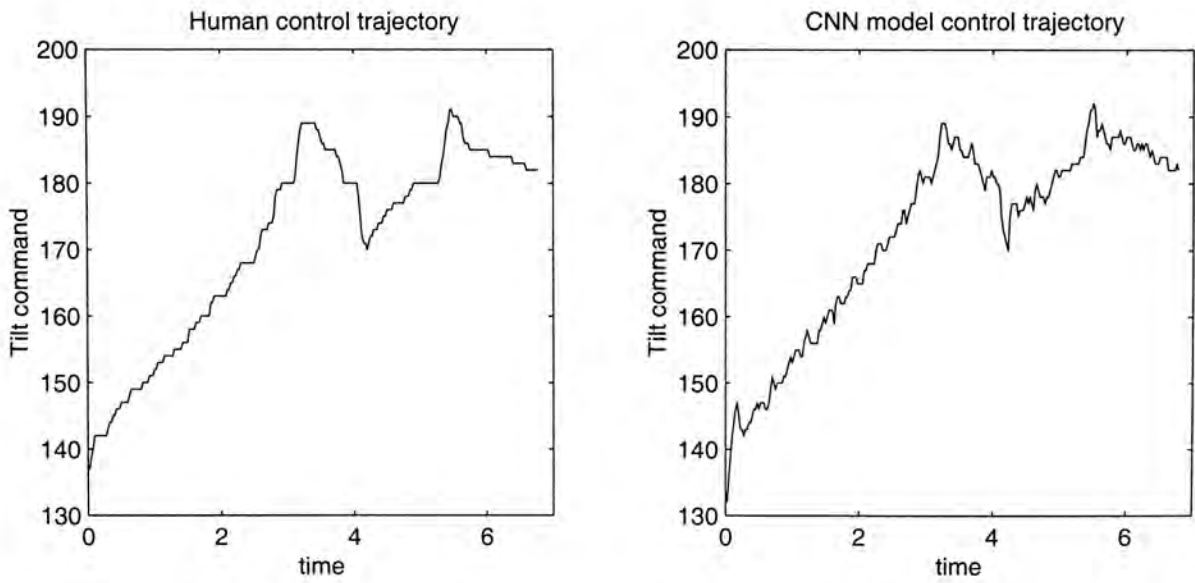 Human control trajectory
200
190
180
170
160
150
140
130
Tilt command
0 2 4 6
time
CNN model control trajectory
200
190
180
170
160
150
140
130
Tilt command
0 2 4 6
time